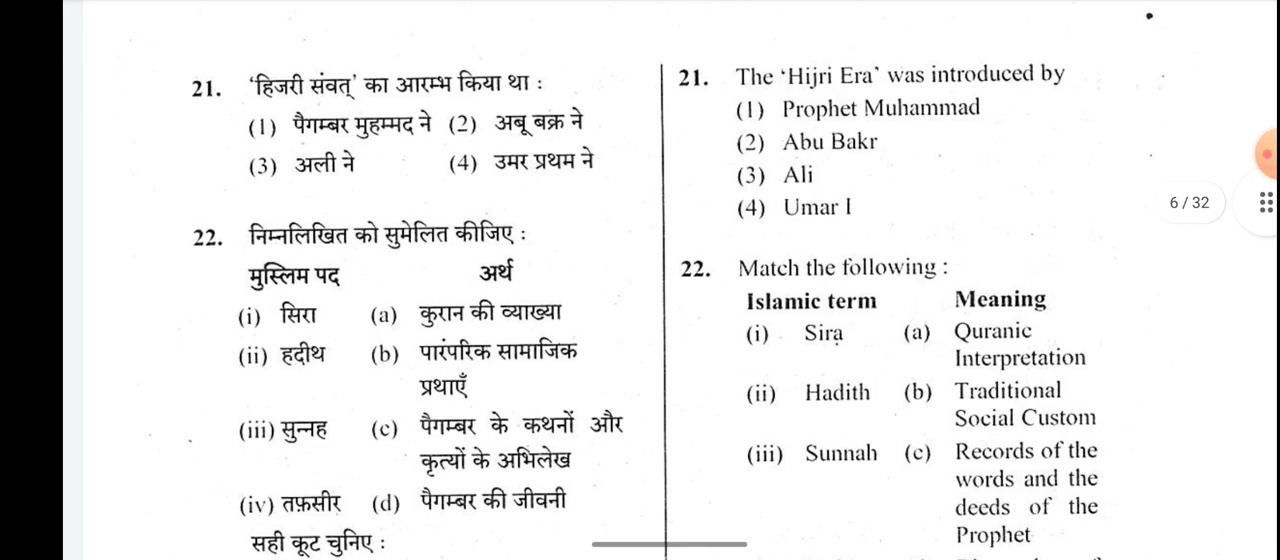 21. 'हिजरी संवत्' का आरम्भ किया था :
(1) पैगम्बर मुहम्मद ने (2) अबू बक्र ने
(3) अली ने (4) उमर प्रथम ने
22. निम्नलिखित को सुमेलित कीजिए :
मुस्लिम पद अर्थ
(i) सिरा (a) कुरान की व्याख्या
(ii) हदीथ (b) पारंपरिक सामाजिक
प्रथाएँ
(iii) सुन्नह (c) पैगम्बर के कथनों और
कृत्यों के अभिलेख
(iv) तफ़सीर (d) पैगम्बर की जीवनी
सही कूट चुनिए :
21. The 'Hijri Era' was introduced by
(1) Prophet Muhammad
(2) Abu Bakr
(3) Ali
(4) Umar I
22. Match the following :
Islamic term Meaning
(i) Sira (a) Quranic
Interpretation
(ii) Hadith (b) Traditional
Social Custom
(iii) Sunnah (c) Records of the
words and the
deeds of the
Prophet
6 / 32